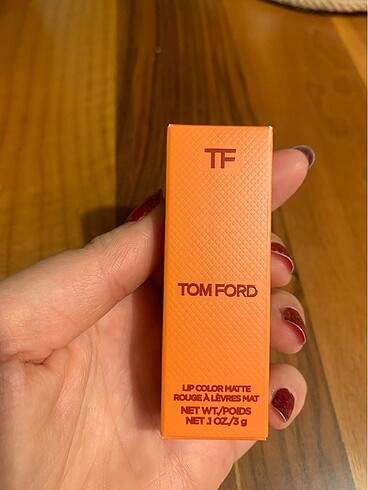 TF
TOM FORD
LIP COLOR MATTE
ROUGE À LÈVRES MAT
NET WT./POIDS
NET .1 OZ./3 g